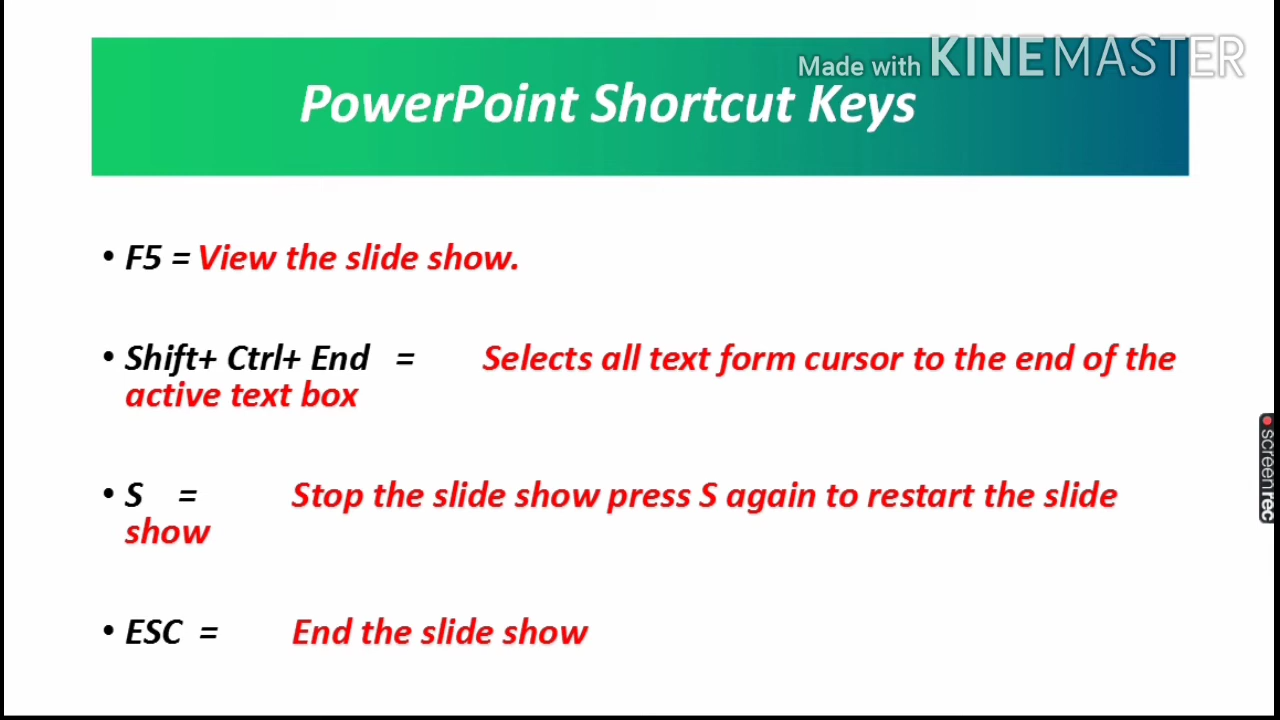 Made with KINEMASTER
PowerPoint Shortcut Keys
• F5 = View the slide show.
• Shift+ Ctrl+ End = Selects all text form cursor to the end of the
active text box
• S = Stop the slide show press S again to restart the slide
show
• ESC = End the slide show
screenrec